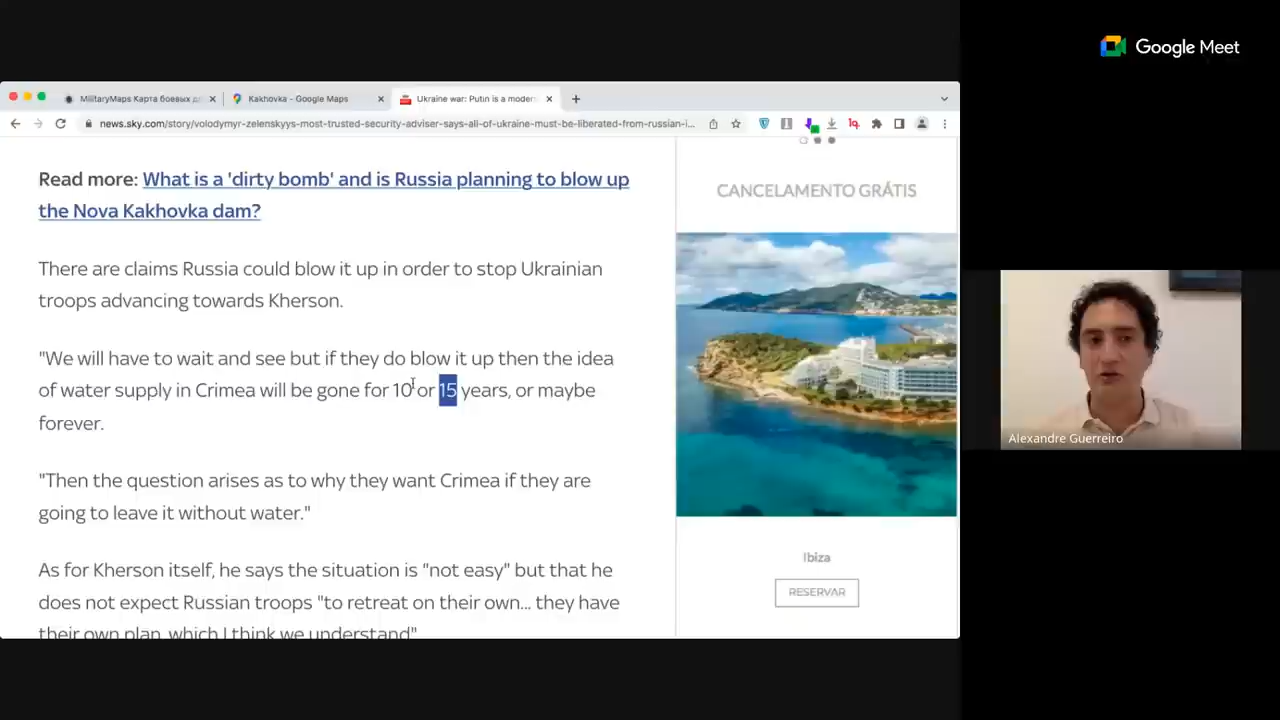 Google Meet
MilitaryMaps Карта боевых д
Kakhovka - Google Maps
Ukraine war: Putin is a modern
news.sky.com/story/volodymyr-zelenskyys-most-trusted-security-adviser-says-all-of-ukraine-must-be-liberated-from-russian-i...
Read more: What is a 'dirty bomb' and is Russia planning to blow up
the Nova Kakhovka dam?
There are claims Russia could blow it up in order to stop Ukrainian
troops advancing towards Kherson.
"We will have to wait and see but if they do blow it up then the idea
of water supply in Crimea will be gone for 10 or 15 years, or maybe
forever.
"Then the question arises as to why they want Crimea if they are
going to leave it without water."
As for Kherson itself, he says the situation is "not easy" but that he
does not expect Russian troops "to retreat on their own... they have
their own plan, which I think we understand"
CANCELAMENTO GRÁTIS
Ibiza
RESERVAR
Alexandre Guerreiro